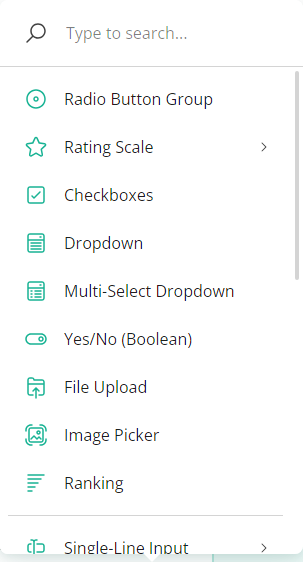 Type to search...
Radio Button Group
Rating Scale
Checkboxes
Dropdown
Multi-Select Dropdown
Yes/No (Boolean)
File Upload
Image Picker
Ranking
Single-Line Input